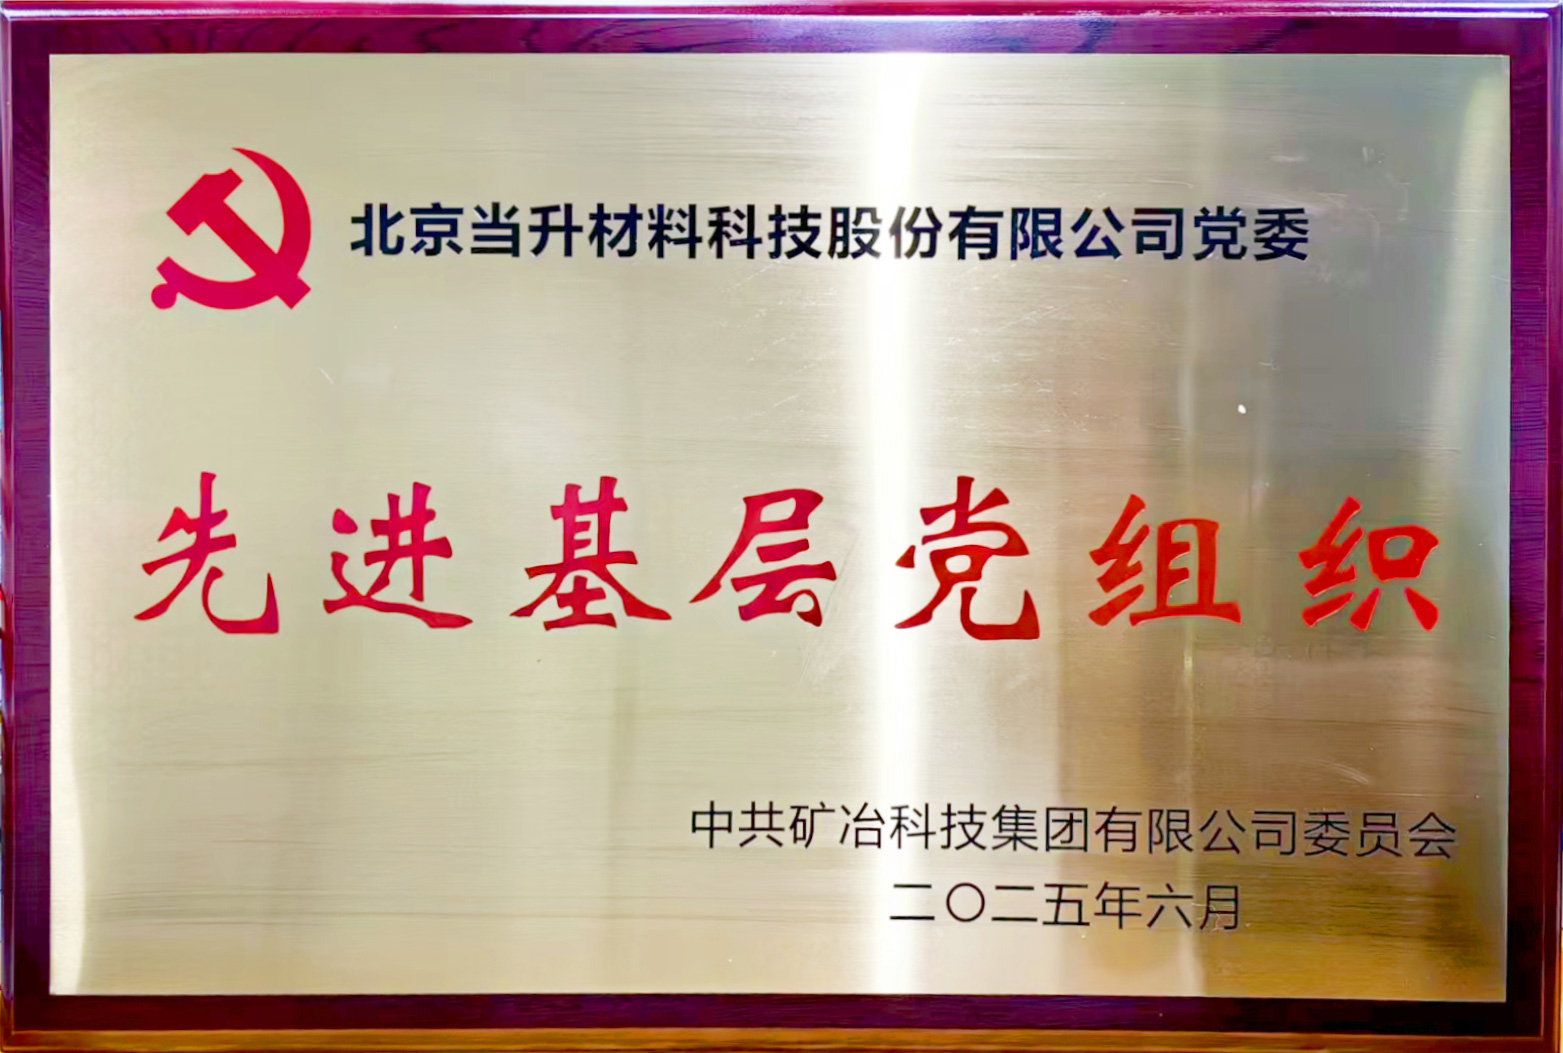 北京当升材料科技股份有限公司党委
先进基层党组织
中共矿冶科技集团有限公司委员会
二〇二五年六月